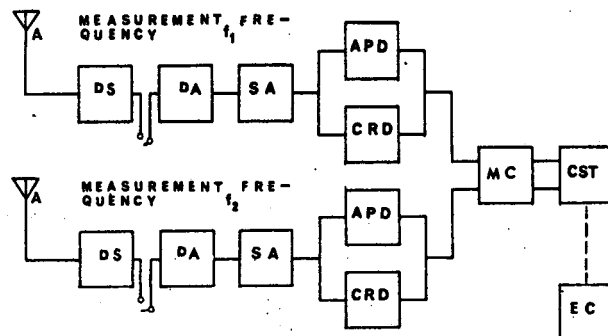 A
MEASUREMENT FRE-
QUENCY f1
DS
DA
SA
APD
CRD
MC
CST
A
MEASUREMENT FRE-
QUENCY f2
DS
DA
SA
APD
CRD
EC